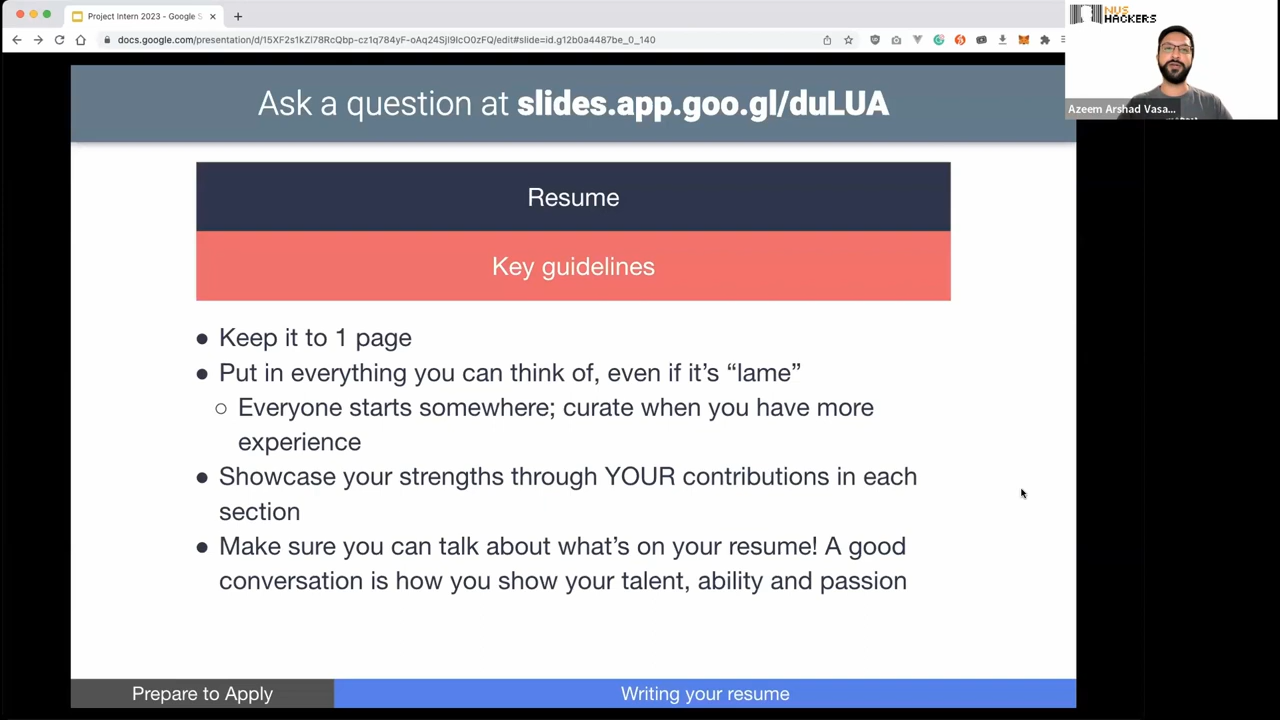 Project Intern 2023 - Google S
docs.google.com/presentation/d/15XF2s1kZl78RcQbp-cz1q784yF-oAq24SjI9IcO0zFQ/edit#slide=id.g12b0a4487be_0_140
NUS
HACKERS
Azeem Arshad Vasa...
Ask a question at slides.app.goo.gl/duLUA
Resume
Key guidelines
● Keep it to 1 page
● Put in everything you can think of, even if it’s “lame”
○ Everyone starts somewhere; curate when you have more
experience
● Showcase your strengths through YOUR contributions in each
section
● Make sure you can talk about what’s on your resume! A good
conversation is how you show your talent, ability and passion
Prepare to Apply
Writing your resume